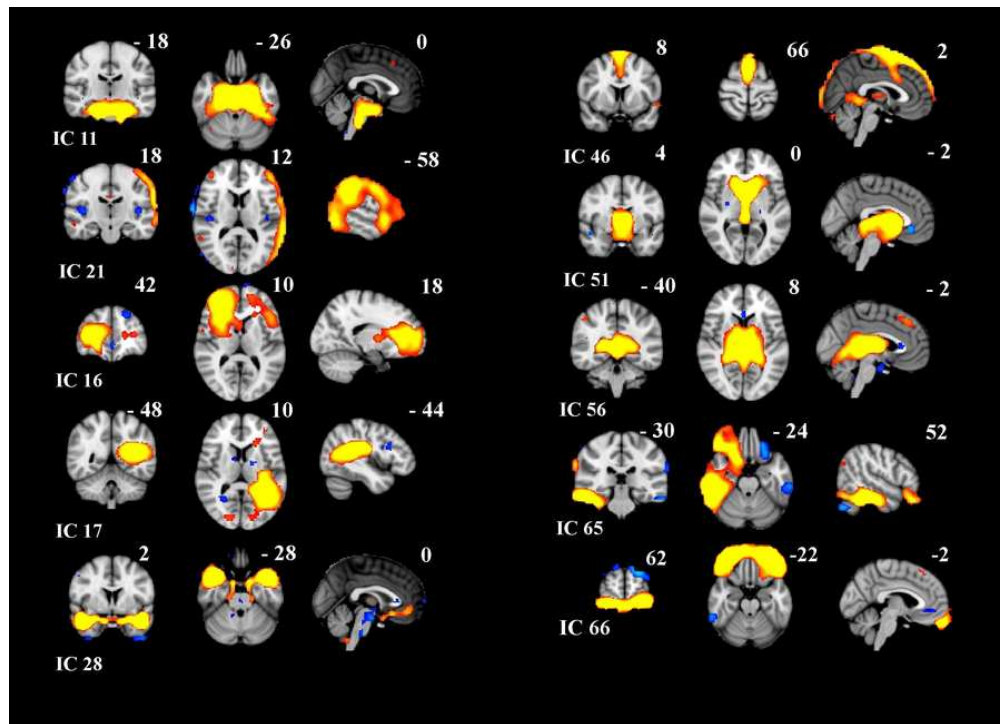 - 18 - 26 0
IC 11
18 12 - 58
IC 21
42 10 18
IC 16
- 48 10 - 44
IC 17
2 - 28 0
IC 28
8 66 2
IC 46
4 0 - 2
IC 51
- 40 8 - 2
IC 56
- 30 - 24 52
IC 65
62 -22 -2
IC 66